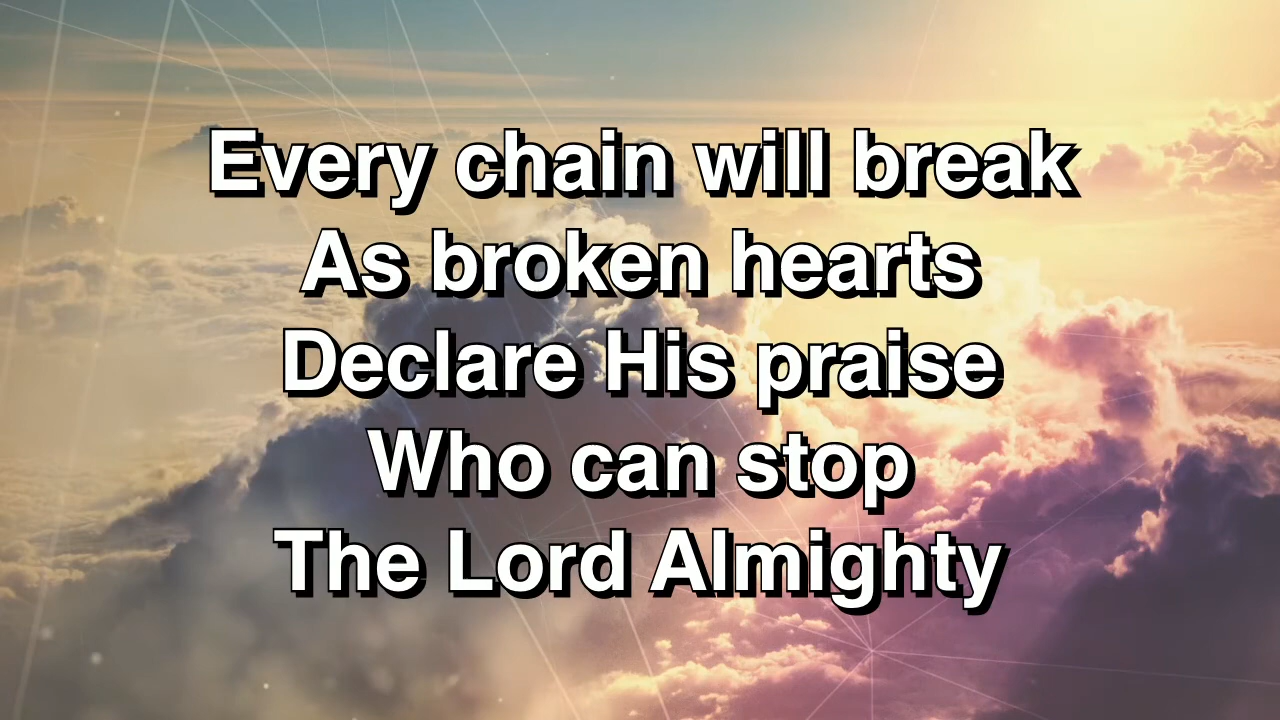 Every chain will break
As broken hearts
Declare His praise
Who can stop
The Lord Almighty